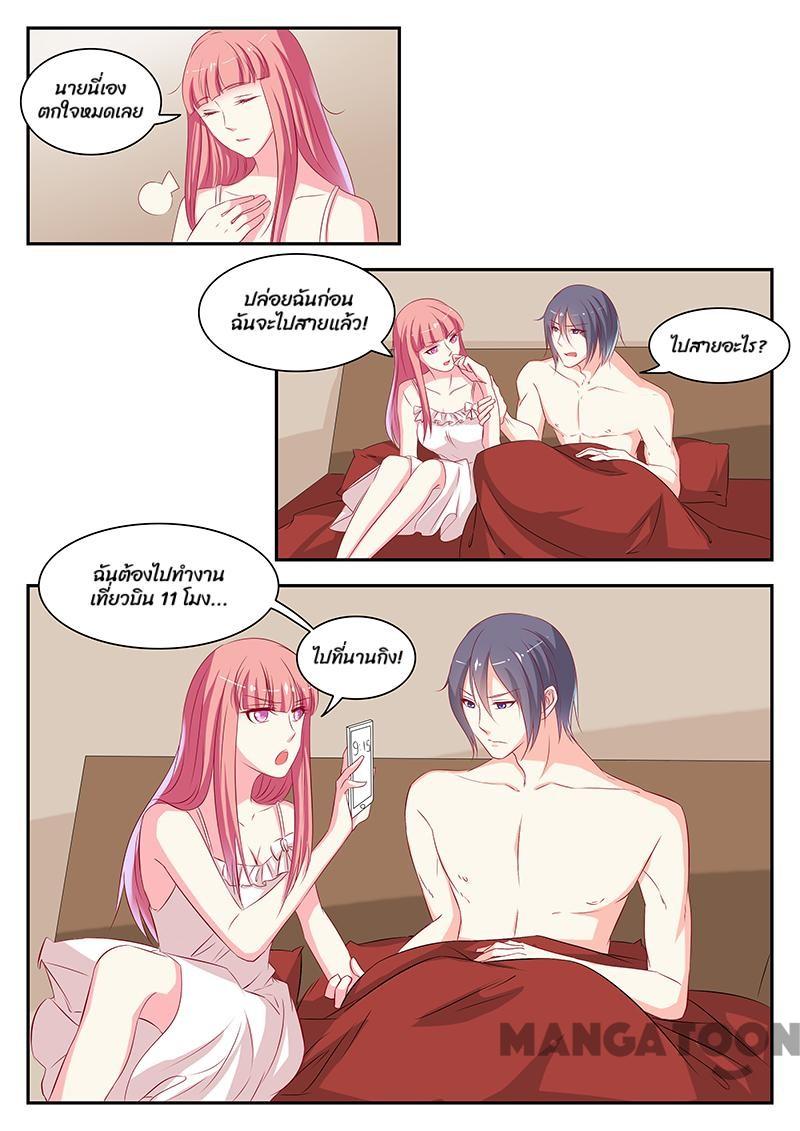 นายนี่เอง
ตกใจหมดเลย
ปล่อยฉันก่อน
ฉันจะไปสายแล้ว!
ไปสายอะไร?
ฉันต้องไปทำงาน
เที่ยวบิน 11 โมง...
ไปที่นานกิง!
9:15
MANGATOON